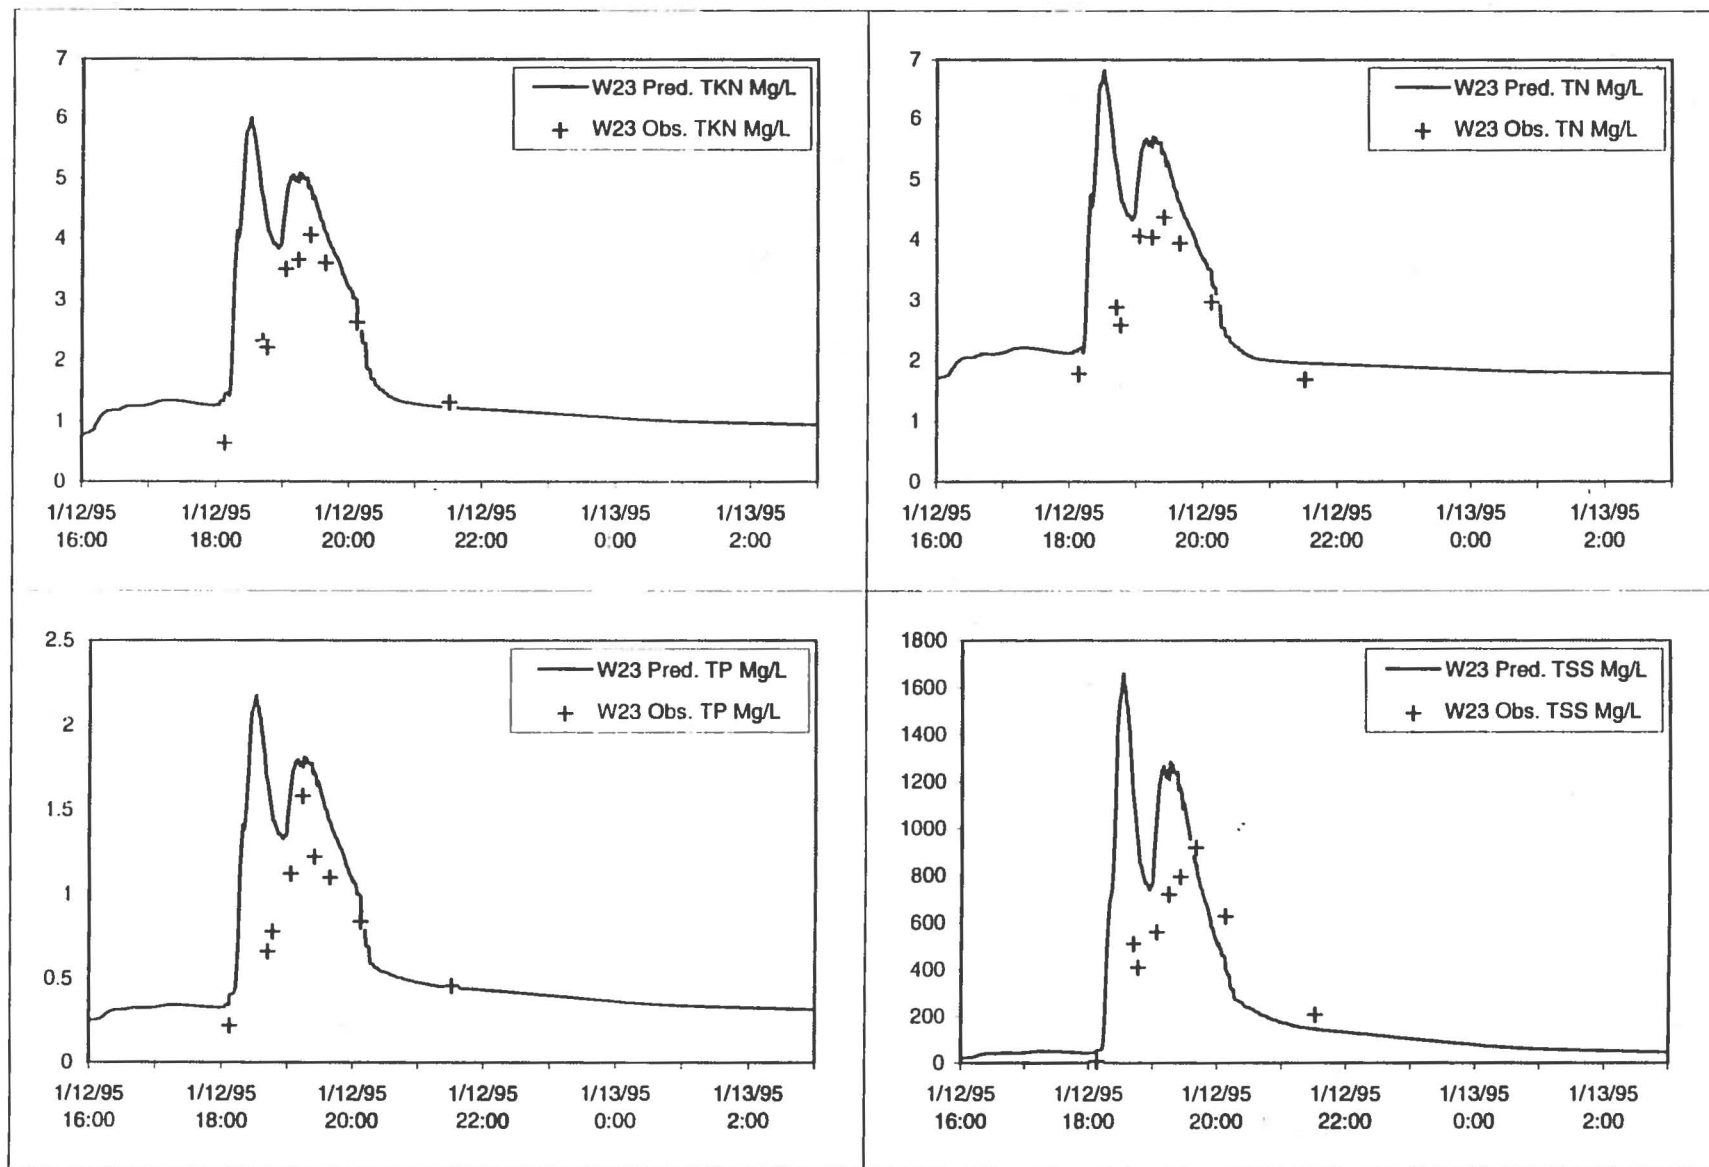 7
6
5
4
3
2
1
0
W23 Pred. TKN Mg/L
W23 Obs. TKN Mg/L
1/12/95 1/12/95 1/12/95 1/12/95 1/13/95 1/13/95
16:00 18:00 20:00 22:00 0:00 2:00
7
6
5
4
3
2
1
0
W23 Pred. TN Mg/L
W23 Obs. TN Mg/L
1/12/95 1/12/95 1/12/95 1/12/95 1/13/95 1/13/95
16:00 18:00 20:00 22:00 0:00 2:00
2.5
2
1.5
1
0.5
0
W23 Pred. TP Mg/L
W23 Obs. TP Mg/L
1/12/95 1/12/95 1/12/95 1/12/95 1/13/95 1/13/95
16:00 18:00 20:00 22:00 0:00 2:00
1800
1600
1400
1200
1000
800
600
400
200
0
W23 Pred. TSS Mg/L
W23 Obs. TSS Mg/L
1/12/95 1/12/95 1/12/95 1/12/95 1/13/95 1/13/95
16:00 18:00 20:00 22:00 0:00 2:00